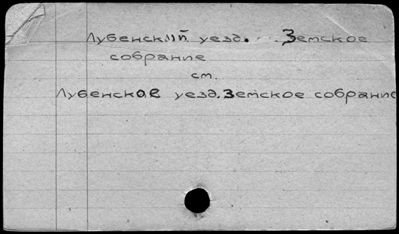 Лубенский уезд. . . . Земское
собрание
см.
Лубенское уезд. Земское собрание